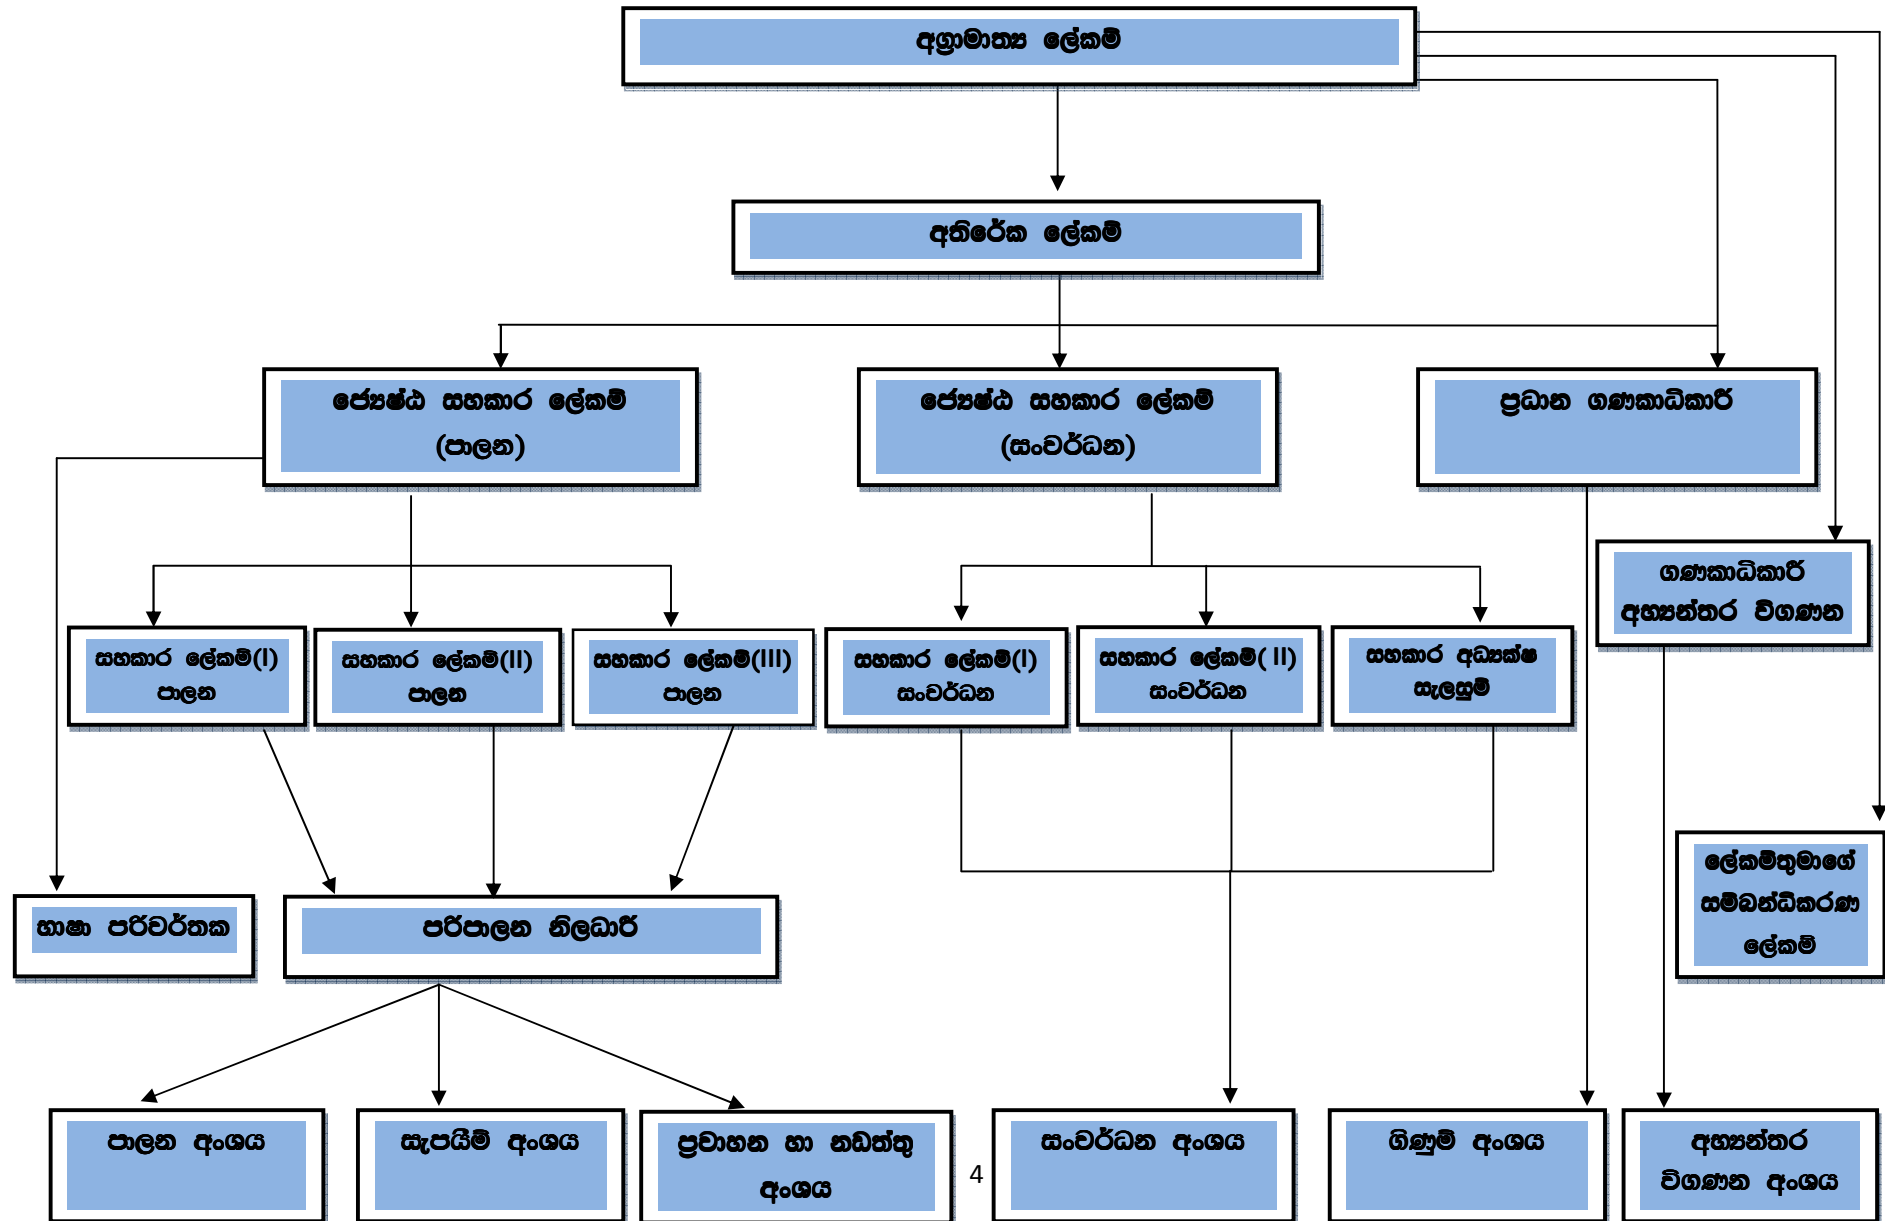 අග්‍රාමාත්‍ය ලේකම්
අතිරේක ලේකම්
ජ්‍යෙෂ්ඨ සහකාර ලේකම්
(පාලන)
ජ්‍යෙෂ්ඨ සහකාර ලේකම්
(සංවර්ධන)
ප්‍රධාන ගණකාධිකාරී
ගණකාධිකාරී
අභ්‍යන්තර විගණන
සහකාර ලේකම්(I)
පාලන
සහකාර ලේකම්(II)
පාලන
සහකාර ලේකම්(III)
පාලන
සහකාර ලේකම්(I)
සංවර්ධන
සහකාර ලේකම්( II)
සංවර්ධන
සහකාර අධ්‍යක්ෂ
සැලසුම්
ලේකම්තුමාගේ
සම්බන්ධිකරණ
ලේකම්
භාෂා පරිවර්තක
පරිපාලන නිලධාරී
පාලන අංශය
සැපයීම් අංශය
ප්‍රවාහන හා නඩත්තු
අංශය
සංවර්ධන අංශය
ගිණුම් අංශය
අභ්‍යන්තර
විගණන අංශය
4